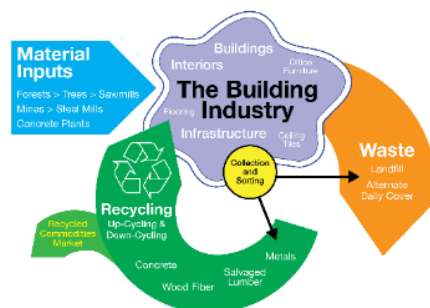 Material
Inputs
Forests > Trees > Sawmills
Mines > Steel Mills
Concrete Plants
Buildings
Interiors
Office
Furniture
The Building
Industry
Flooring
Infrastructure
Ceiling
Tiles
Collection
and
Sorting
Waste
Landfill
Alternate
Daily Cover
Recycling
Up-Cycling &
Down-Cycling
Recycled
Commodities
Market
Metals
Salvaged
Lumber
Wood Fiber
Concrete